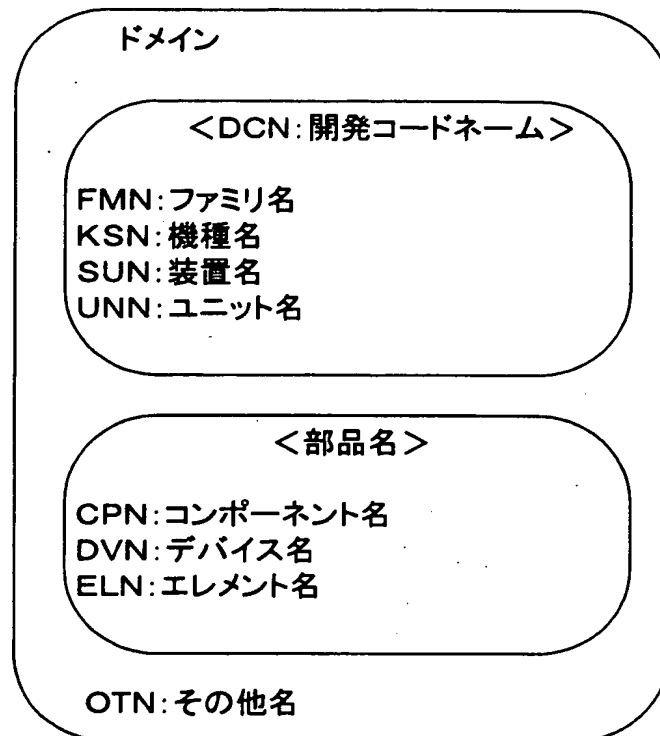 ドメイン
<DCN:開発コードネーム>
FMN:ファミリ名
KSN:機種名
SUN:装置名
UNN:ユニット名
<部品名>
CPN:コンポーネント名
DVN:デバイス名
ELN:エレメント名
OTN:その他名